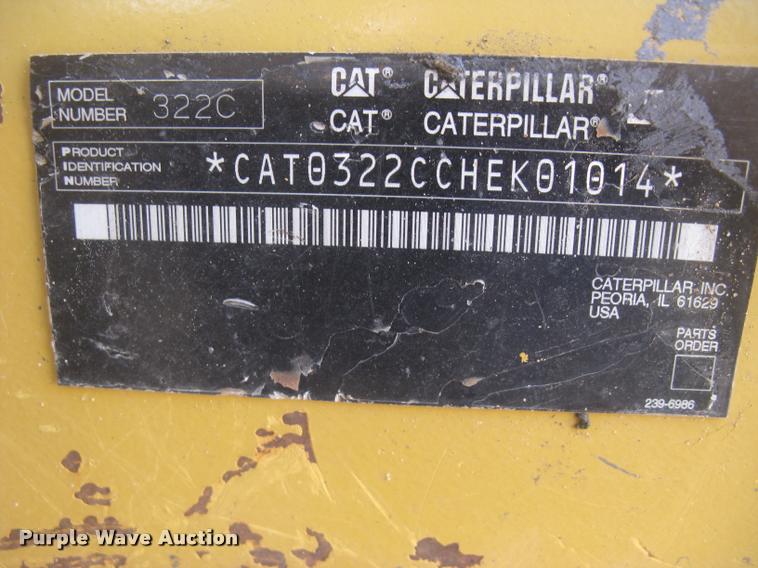 MODEL NUMBER 322C
CAT® CATERPILLAR®
CAT® CATERPILLAR®
PRODUCT IDENTIFICATION NUMBER *CAT0322CCHEK01014*
CATERPILLAR INC.
PEORIA, IL 61629
USA
PARTS ORDER
239-6986
Purple Wave Auction